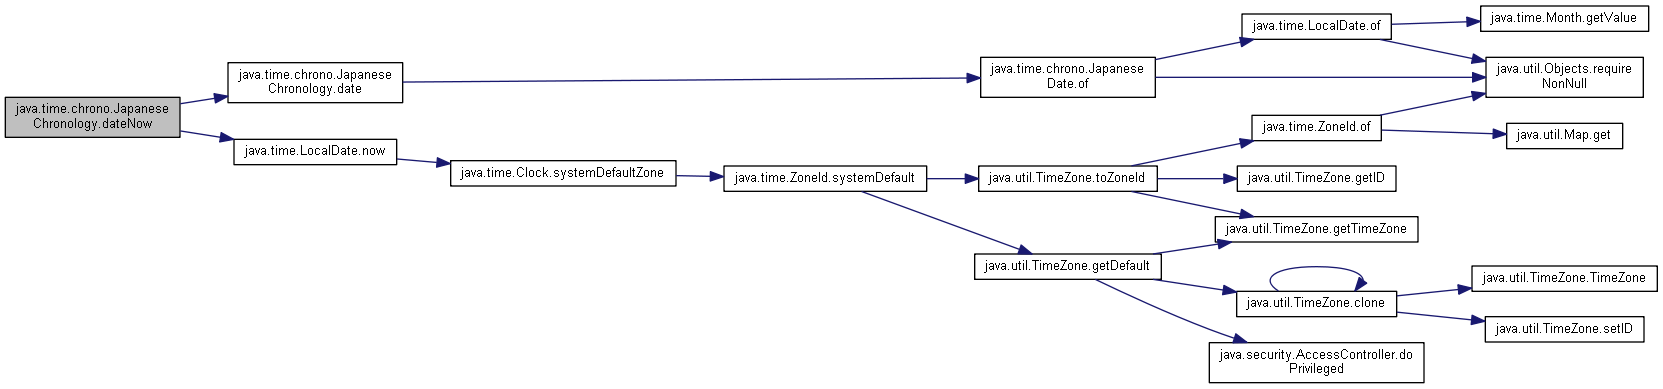 java.time.chrono.Japanese
Chronology.dateNow
java.time.chrono.Japanese
Chronology.date
java.time.LocalDate.now
java.time.Clock.systemDefaultZone
java.time.ZoneId.systemDefault
java.time.chrono.Japanese
Date.of
java.util.TimeZone.toZoneId
java.util.TimeZone.getDefault
java.time.LocalDate.of
java.time.ZoneId.of
java.util.TimeZone.getID
java.util.TimeZone.getTimeZone
java.util.TimeZone.clone
java.security.AccessController.do
Privileged
java.time.Month.getValue
java.util.Objects.require
NonNull
java.util.Map.get
java.util.TimeZone.TimeZone
java.util.TimeZone.setID